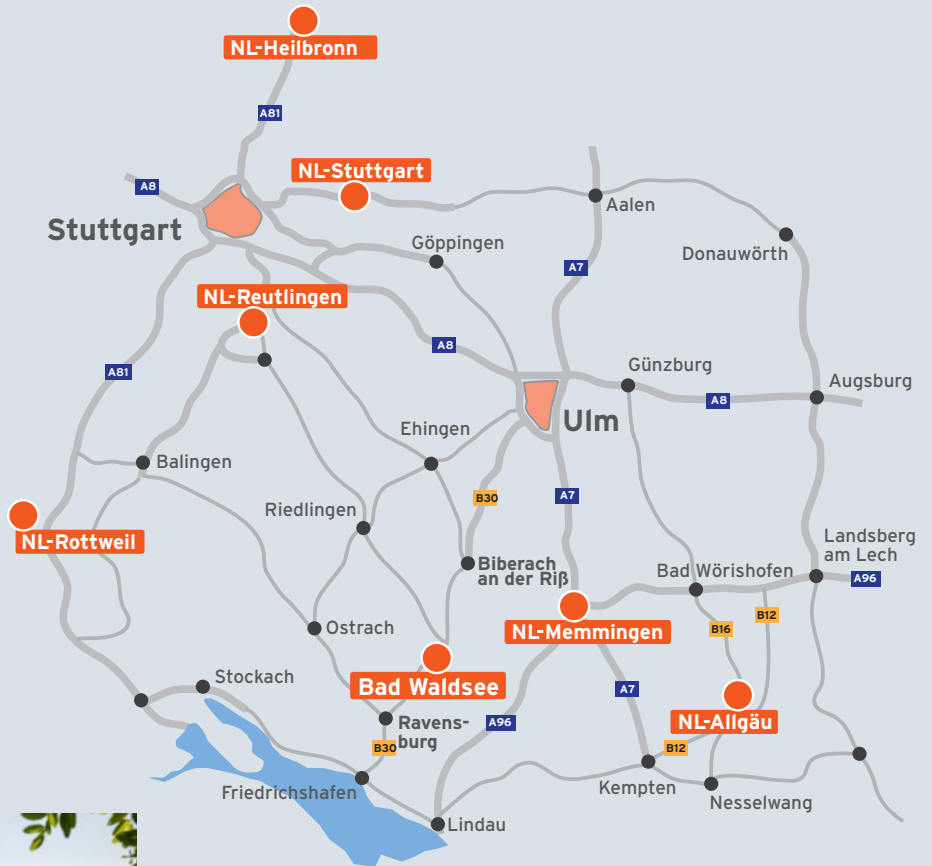 NL-Heilbronn
A81
NL-Stuttgart
A8
Aalen
Stuttgart
Göppingen
Donauwörth
A7
NL-Reutlingen
A8
Günzburg
A81
Augsburg
A8
Ulm
Ehingen
Balingen
B30
A7
Riedlingen
NL-Rottweil
Landsberg
am Lech
Biberach
an der Riß
Bad Wörishofen
A96
B12
Ostrach
NL-Memmingen
B16
Stockach
Bad Waldsee
A7
NL-Allgäu
A96
Ravens-
burg
B30
B12
Friedrichshafen
Kempten
Nesselwang
Lindau